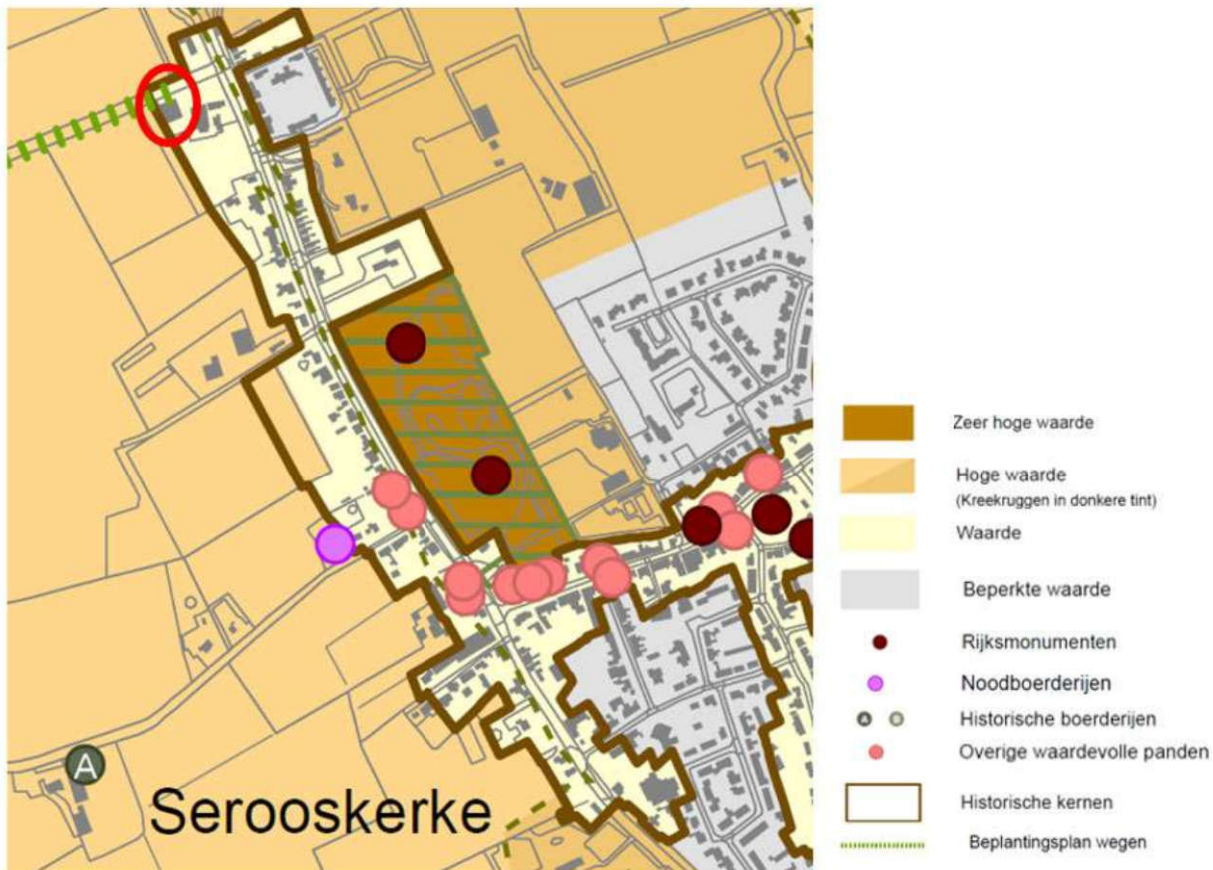 A
Serooskerke
Zeer hoge waarde
Hoge waarde
(Kreekruggen in donkere tint)
Waarde
Beperkte waarde
Rijksmonumenten
Noodboerderijen
A
Historische boerderijen
Overige waardevolle panden
Historische kernen
Beplantingsplan wegen